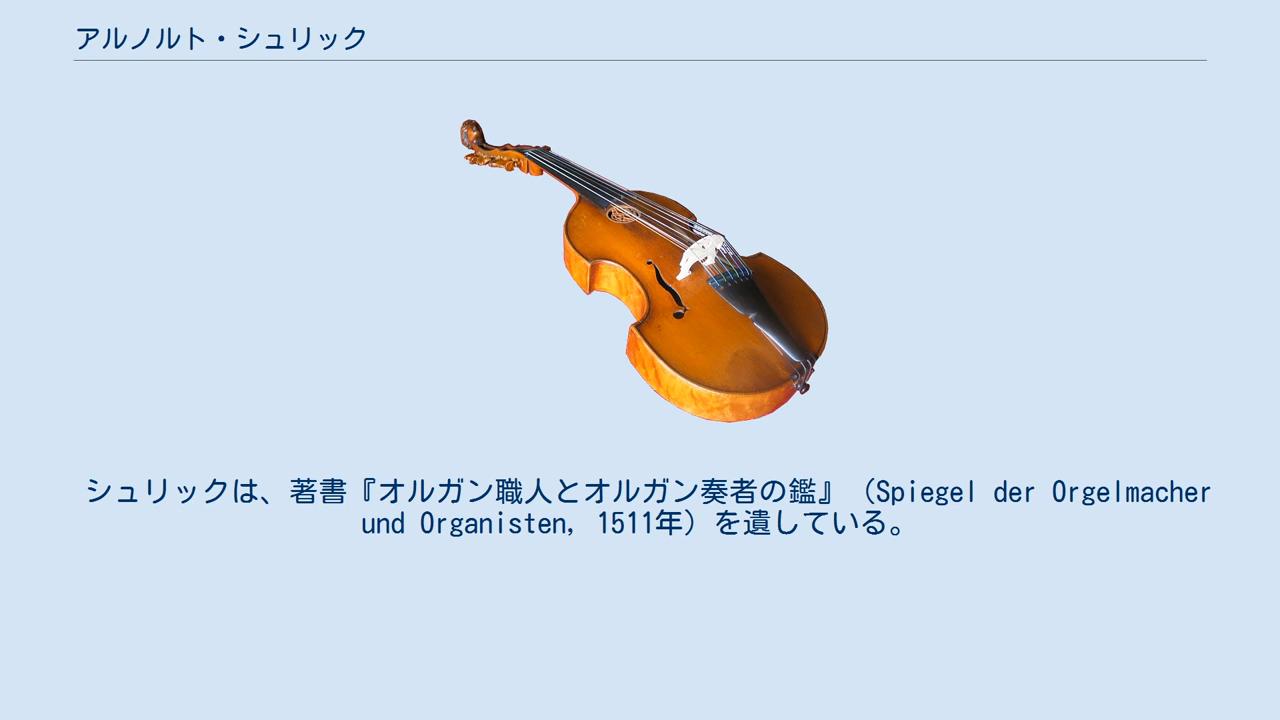 アルノルト・シュリック
シュリックは、著書『オルガン職人とオルガン奏者の鑑』（Spiegel der Orgelmacher
und Organisten, 1511年）を遺している。